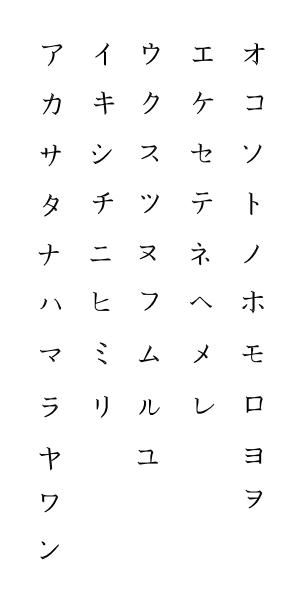 ア イ ウ エ オ
カ キ ク ケ コ
サ シ ス セ ソ
タ チ ツ テ ト
ナ ニ ヌ ネ ノ
ハ ヒ フ ヘ ホ
マ ミ ム メ モ
ラ リ ル レ ロ
ヤ ユ ヨ
ワ ヲ
ン